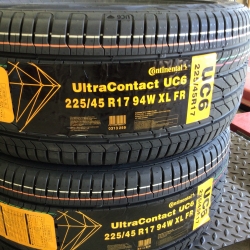 Continental
UltraContact UC6
225/45 R17 94W XL FR
UC6
225/45R17
Continental
UltraContact UC6
225/45 R17 94W XL FR
UC6